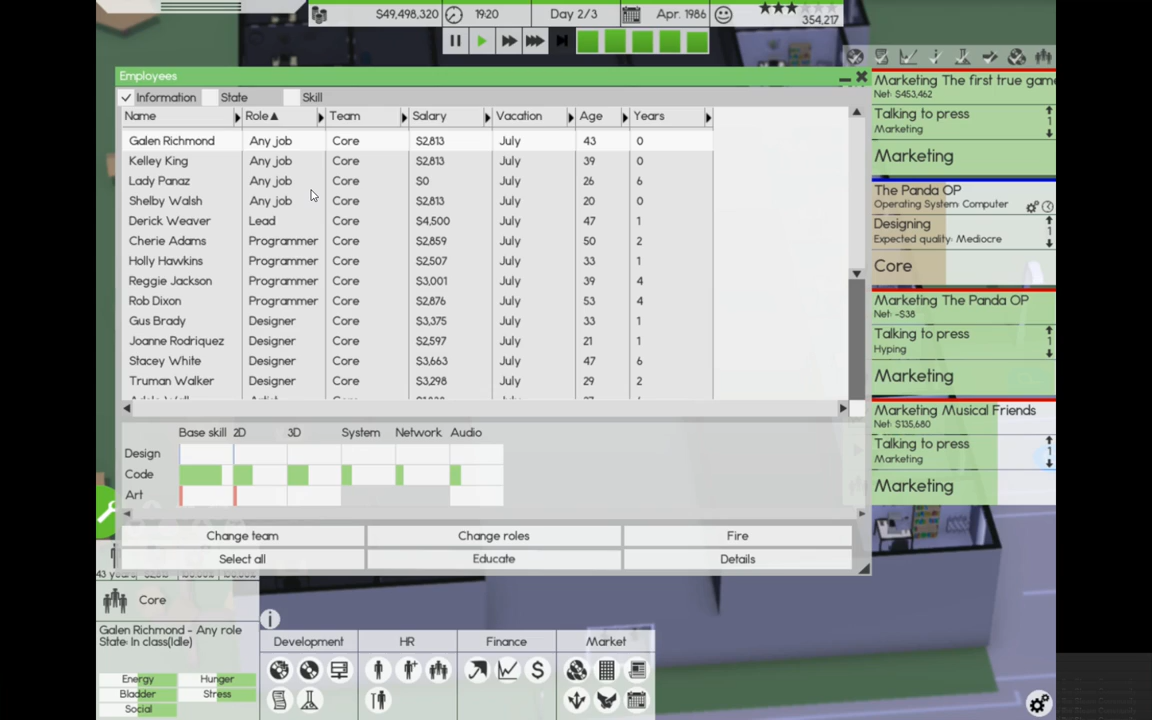 $49,498,320 19:20 Day 2/3 Apr. 1986 354,217
Employees
Information State Skill
Name Role▲ Team Salary Vacation Age Years
Galen Richmond Any job Core $2,813 July 43 0
Kelley King Any job Core $2,813 July 39 0
Lady Panaz Any job Core $0 July 26 6
Shelby Walsh Any job Core $2,813 July 20 0
Derick Weaver Lead Core $4,500 July 47 1
Cherie Adams Programmer Core $2,859 July 50 2
Holly Hawkins Programmer Core $2,507 July 33 1
Reggie Jackson Programmer Core $3,001 July 39 4
Rob Dixon Programmer Core $2,876 July 53 4
Gus Brady Designer Core $3,375 July 33 1
Joanne Rodriquez Designer Core $2,597 July 21 1
Stacey White Designer Core $3,663 July 47 6
Truman Walker Designer Core $3,298 July 29 2
Base skill 2D 3D System Network Audio
Design
Code
Art
Change team Change roles Fire
Select all Educate Details
Marketing The first true game
Net: $453,462
Talking to press 1
Marketing
Marketing
The Panda OP
Operating System: Computer
Designing 1
Expected quality: Mediocre
Core
Marketing The Panda OP
Net: -$38
Talking to press 1
Hyping
Marketing
Marketing Musical Friends
Net: $135,680
Talking to press 1
Marketing
Marketing
Core
Galen Richmond - Any role
State: In class(Idle)
Energy Hunger
Bladder Stress
Social
Development HR Finance Market